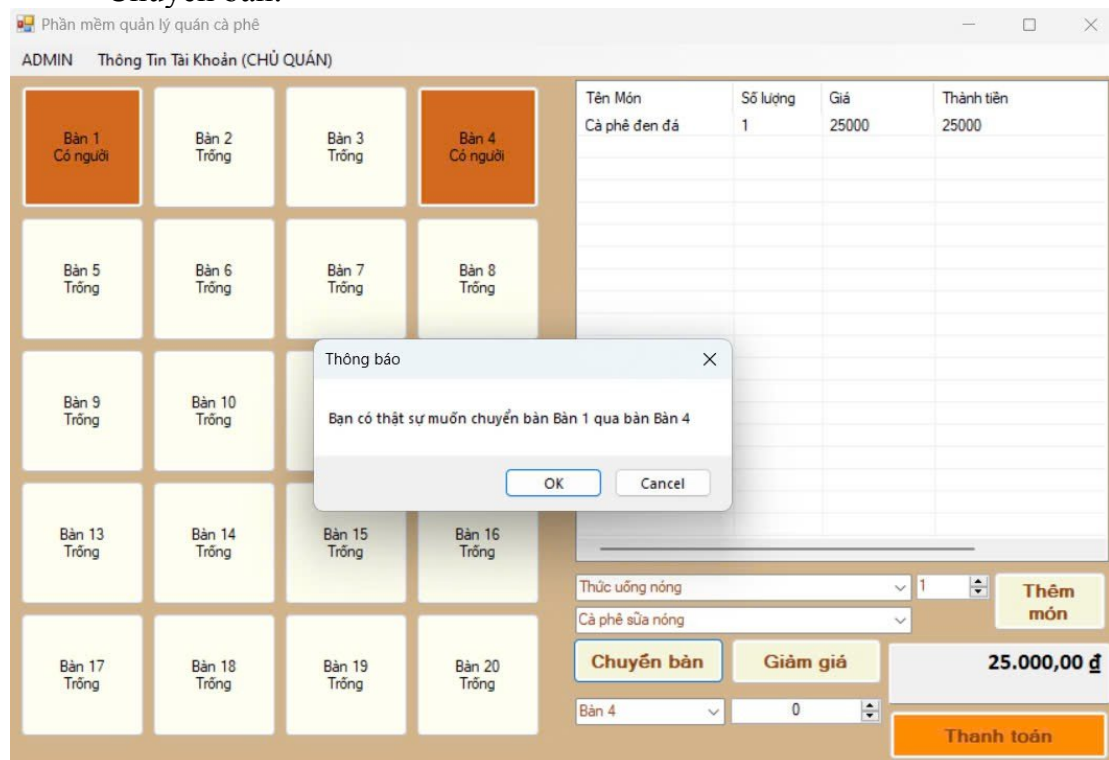 Chuyển bàn:
Phần mềm quản lý quán cà phê
ADMIN Thông Tin Tài Khoản (CHỦ QUÁN)
Bàn 1
Có người
Bàn 2
Trống
Bàn 3
Trống
Bàn 4
Có người
Bàn 5
Trống
Bàn 6
Trống
Bàn 7
Trống
Bàn 8
Trống
Bàn 9
Trống
Bàn 10
Trống
Bàn 13
Trống
Bàn 14
Trống
Bàn 15
Trống
Bàn 16
Trống
Bàn 17
Trống
Bàn 18
Trống
Bàn 19
Trống
Bàn 20
Trống
Tên Món Số lượng Giá Thành tiền
Cà phê đen đá 1 25000 25000
Thông báo
Bạn có thật sự muốn chuyển bàn Bàn 1 qua bàn Bàn 4
OK Cancel
Thức uống nóng 1
Thêm
món
Cà phê sữa nóng
Chuyển bàn Giảm giá 25.000,00 ₫
Bàn 4 0
Thanh toán